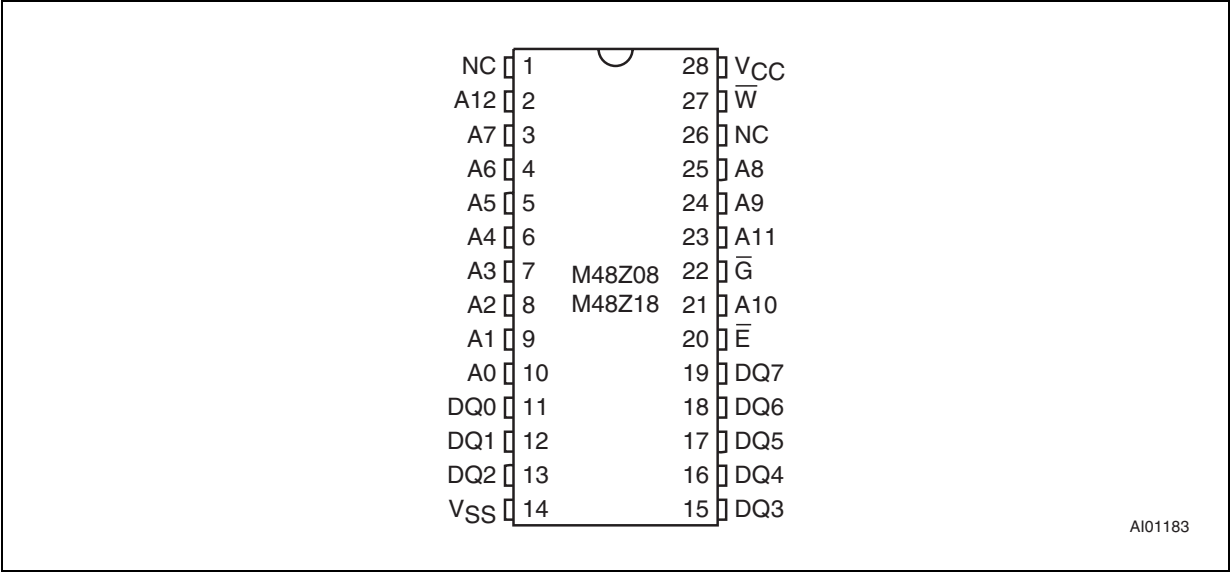 NC 1 28 VCC
A12 2 27 W̅
A7 3 26 NC
A6 4 25 A8
A5 5 24 A9
A4 6 23 A11
A3 7 M48Z08 22 G̅
A2 8 M48Z18 21 A10
A1 9 20 E̅
A0 10 19 DQ7
DQ0 11 18 DQ6
DQ1 12 17 DQ5
DQ2 13 16 DQ4
VSS 14 15 DQ3
AI01183